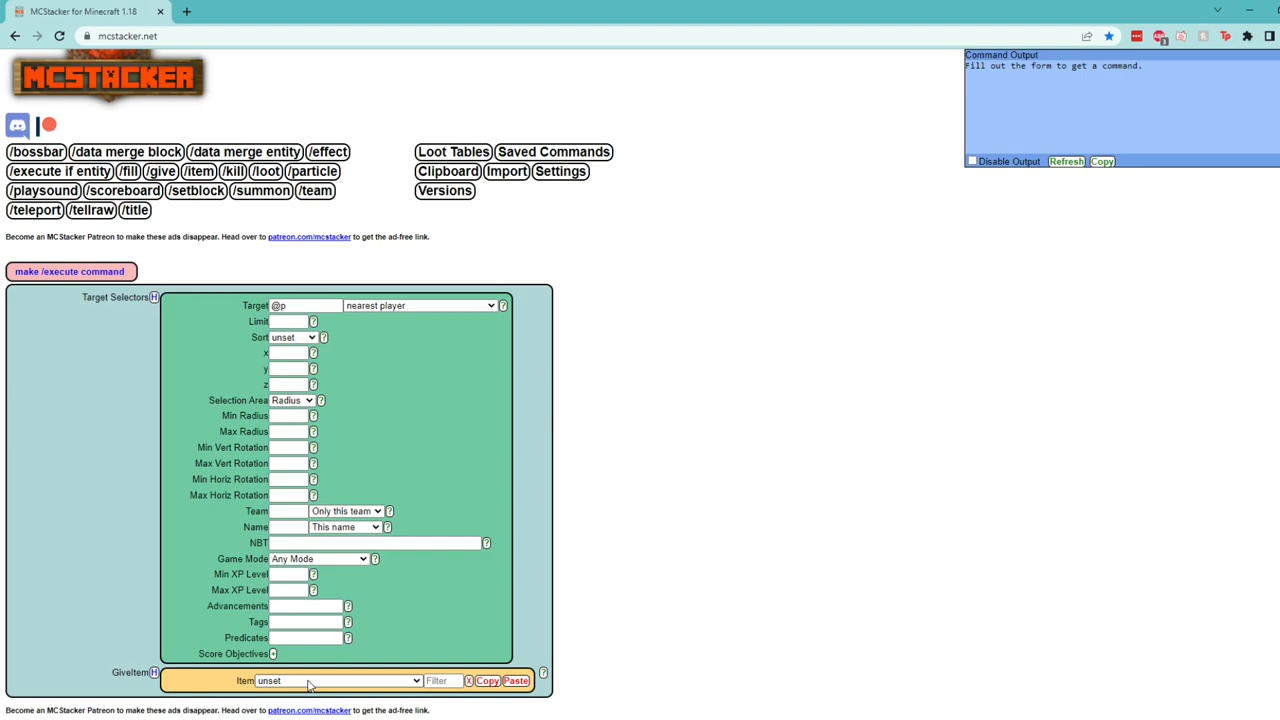 MCStacker for Minecraft 1.18
mcstacker.net
3
MCSTACKER
Command Output
Fill out the form to get a command.
Disable Output Refresh Copy
/bossbar /data merge block /data merge entity /effect
/execute if entity /fill /give /item /kill /loot /particle
/playsound /scoreboard /setblock /summon /team
/teleport /tellraw /title
Loot Tables Saved Commands
Clipboard Import Settings
Versions
Become an MCStacker Patreon to make these ads disappear. Head over to patreon.com/mcstacker to get the ad-free link.
make /execute command
Target Selectors H
Target @p nearest player ?
Limit ?
Sort unset ?
x ?
y ?
z ?
Selection Area Radius ?
Min Radius ?
Max Radius ?
Min Vert Rotation ?
Max Vert Rotation ?
Min Horiz Rotation ?
Max Horiz Rotation ?
Team Only this team ?
Name This name ?
NBT ?
Game Mode Any Mode ?
Min XP Level ?
Max XP Level ?
Advancements ?
Tags ?
Predicates ?
Score Objectives +
GiveItem H
Item unset Filter X Copy Paste ?
Become an MCStacker Patreon to make these ads disappear. Head over to patreon.com/mcstacker to get the ad-free link.